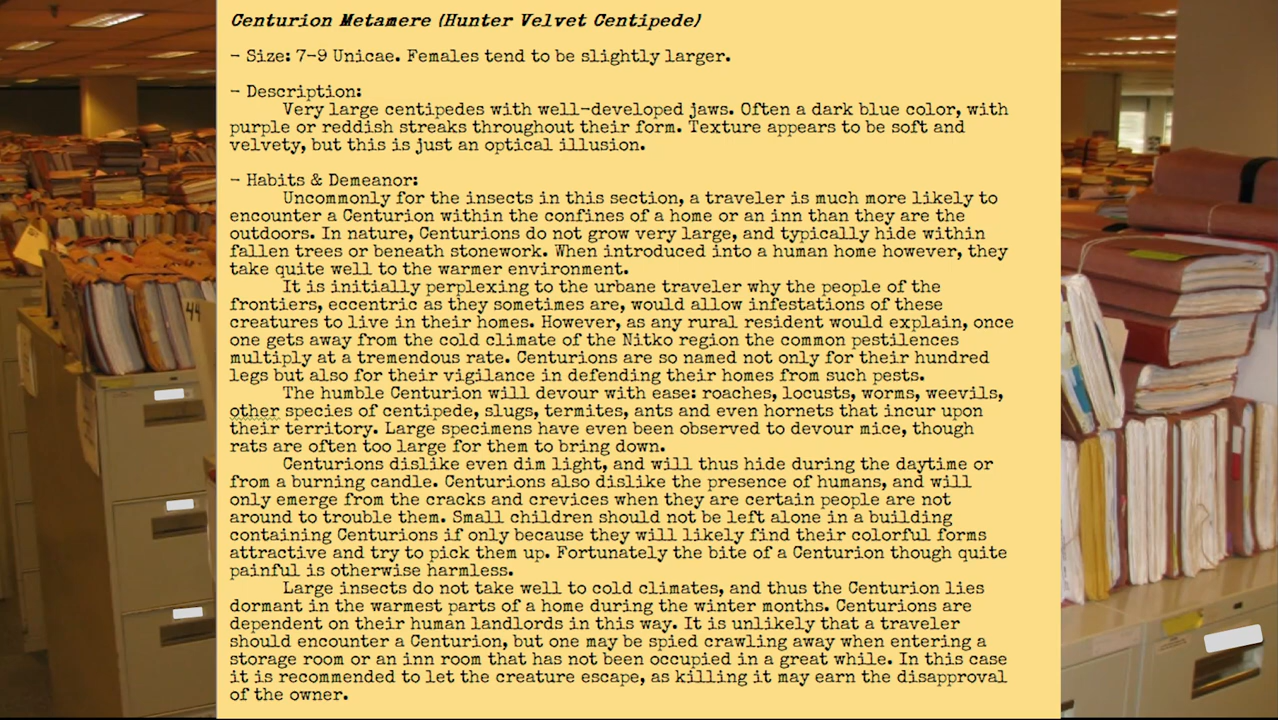 Centurion Metamere (Hunter Velvet Centipede)
- Size: 7-9 Unicae. Females tend to be slightly larger.
- Description:
Very large centipedes with well-developed jaws. Often a dark blue color, with
purple or reddish streaks throughout their form. Texture appears to be soft and
velvety, but this is just an optical illusion.
- Habits & Demeanor:
Uncommonly for the insects in this section, a traveler is much more likely to
encounter a Centurion within the confines of a home or an inn than they are the
outdoors. In nature, Centurions do not grow very large, and typically hide within
fallen trees or beneath stonework. When introduced into a human home however, they
take quite well to the warmer environment.
It is initially perplexing to the urbane traveler why the people of the
frontiers, eccentric as they sometimes are, would allow infestations of these
creatures to live in their homes. However, as any rural resident would explain, once
one gets away from the cold climate of the Nitko region the common pestilences
multiply at a tremendous rate. Centurions are so named not only for their hundred
legs but also for their vigilance in defending their homes from such pests.
The humble Centurion will devour with ease: roaches, locusts, worms, weevils,
other species of centipede, slugs, termites, ants and even hornets that incur upon
their territory. Large specimens have even been observed to devour mice, though
rats are often too large for them to bring down.
Centurions dislike even dim light, and will thus hide during the daytime or
from a burning candle. Centurions also dislike the presence of humans, and will
only emerge from the cracks and crevices when they are certain people are not
around to trouble them. Small children should not be left alone in a building
containing Centurions if only because they will likely find their colorful forms
attractive and try to pick them up. Fortunately the bite of a Centurion though quite
painful is otherwise harmless.
Large insects do not take well to cold climates, and thus the Centurion lies
dormant in the warmest parts of a home during the winter months. Centurions are
dependent on their human landlords in this way. It is unlikely that a traveler
should encounter a Centurion, but one may be spied crawling away when entering a
storage room or an inn room that has not been occupied in a great while. In this case
it is recommended to let the creature escape, as killing it may earn the disapproval
of the owner.
44